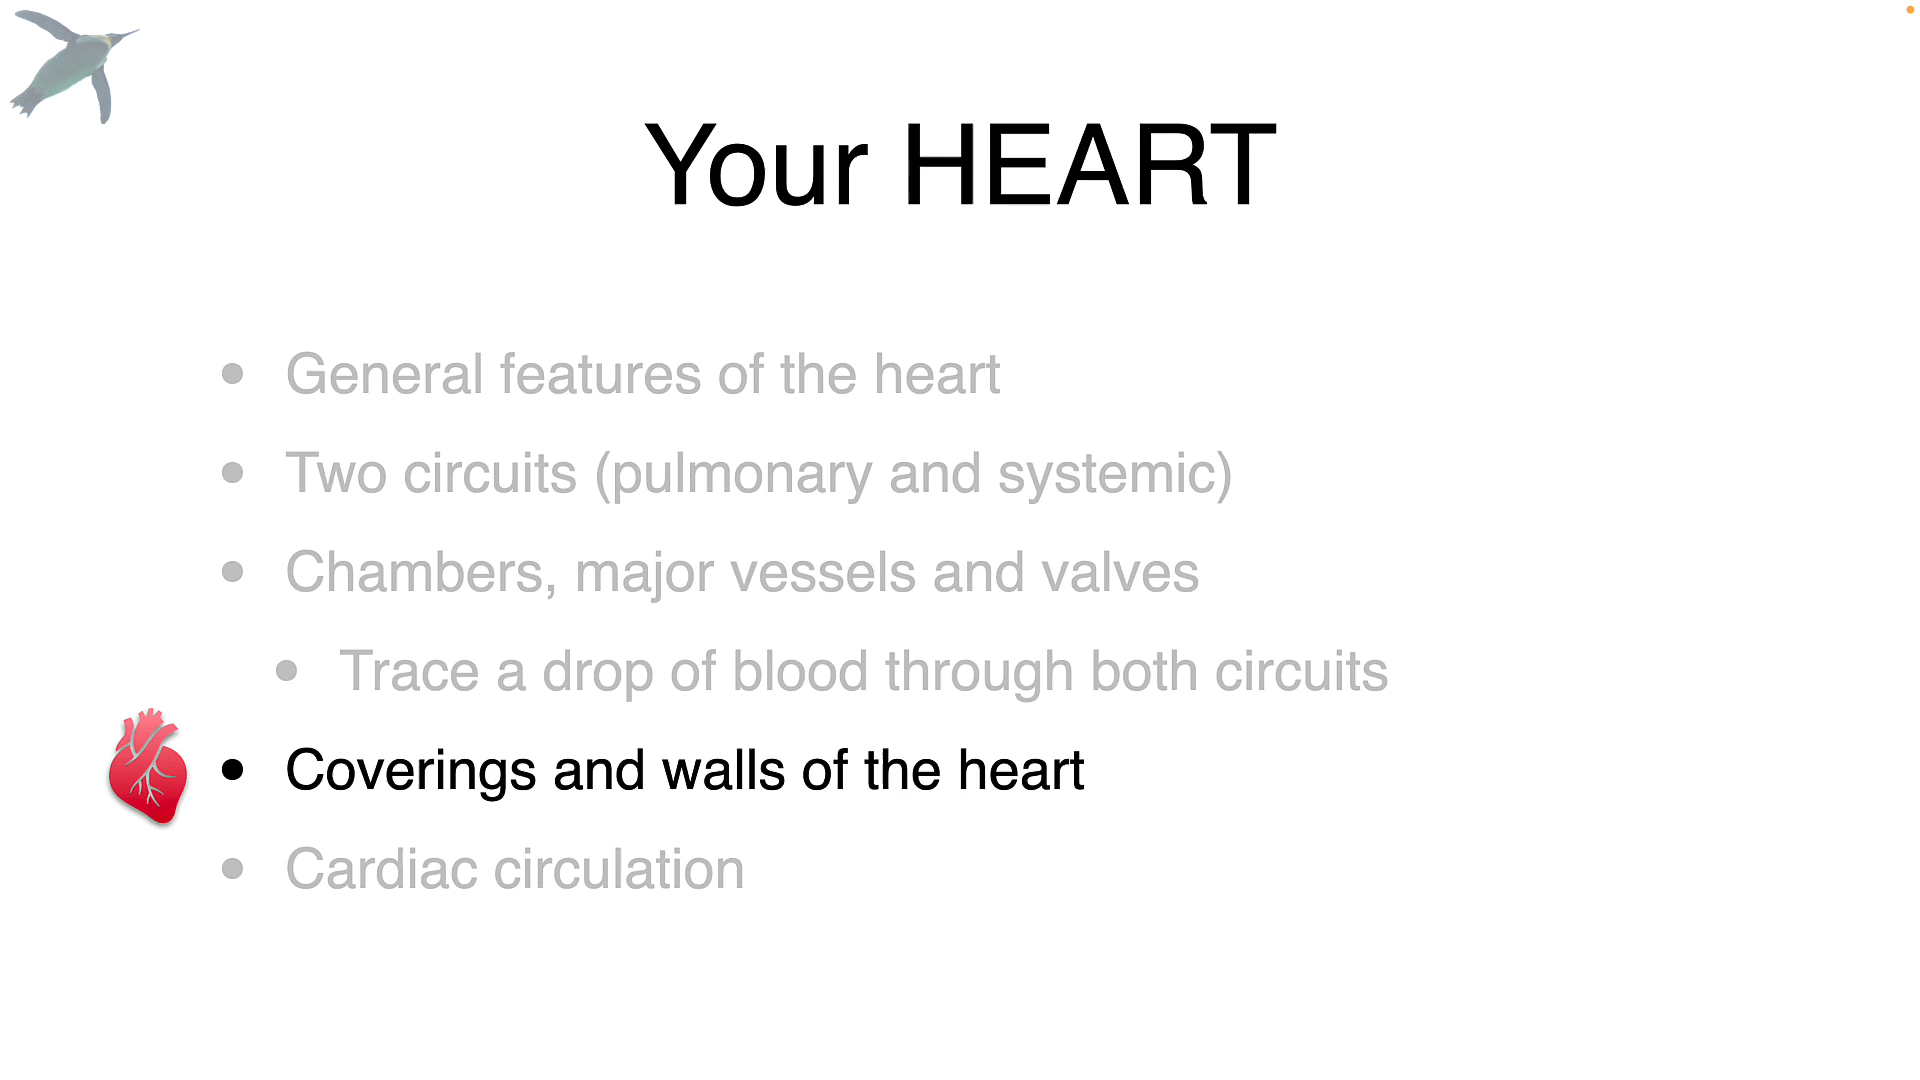 Your HEART
• General features of the heart
• Two circuits (pulmonary and systemic)
• Chambers, major vessels and valves
• Trace a drop of blood through both circuits
• Coverings and walls of the heart
• Cardiac circulation